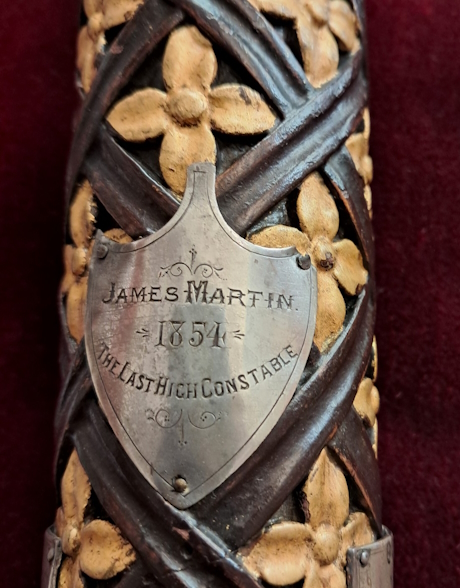 JAMES MARTIN.
1854
THE LAST HIGH CONSTABLE